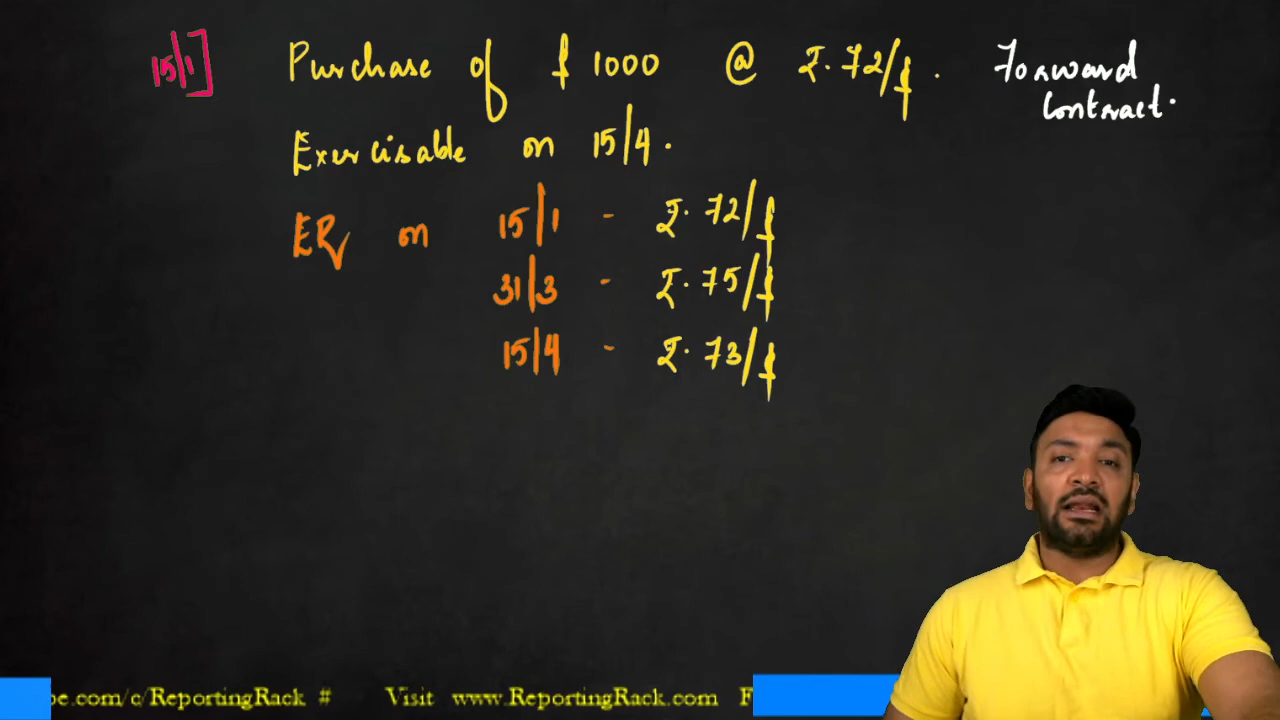 15/1] Purchase of $ 1000 @ ₹. 72/$. Forward contract.
Exercisable on 15/4.
ER on 15/1 - ₹. 72/$
31/3 - ₹. 75/$
15/4 - ₹. 73/$
be.com/c/ReportingRack # Visit www.ReportingRack.com F